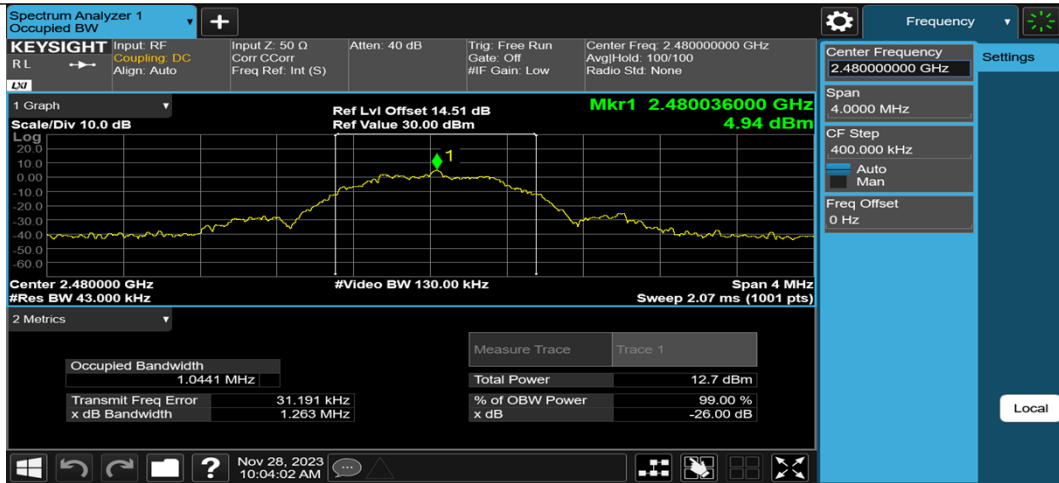 Spectrum Analyzer 1
Occupied BW
+
Frequency
KEYSIGHT
RL
LXI
Input: RF
Coupling: DC
Align: Auto
Input Z: 50 Ω
Corr CCorr
Freq Ref: Int (S)
Atten: 40 dB
Trig: Free Run
Gate: Off
#IF Gain: Low
Center Freq: 2.480000000 GHz
Avg|Hold: 100/100
Radio Std: None
1 Graph
Scale/Div 10.0 dB
Ref Lvl Offset 14.51 dB
Ref Value 30.00 dBm
Mkr1 2.480036000 GHz
4.94 dBm
Log
20.0
10.0
0.00
-10.0
-20.0
-30.0
-40.0
-50.0
-60.0
1
Center 2.480000 GHz
#Res BW 43.000 kHz
#Video BW 130.00 kHz
Span 4 MHz
Sweep 2.07 ms (1001 pts)
2 Metrics
Occupied Bandwidth
1.0441 MHz
Transmit Freq Error 31.191 kHz
x dB Bandwidth 1.263 MHz
Measure Trace Trace 1
Total Power 12.7 dBm
% of OBW Power 99.00 %
x dB -26.00 dB
Center Frequency
2.480000000 GHz
Span
4.0000 MHz
CF Step
400.000 kHz
Auto
Man
Freq Offset
0 Hz
Settings
Local
?
Nov 28, 2023
10:04:02 AM